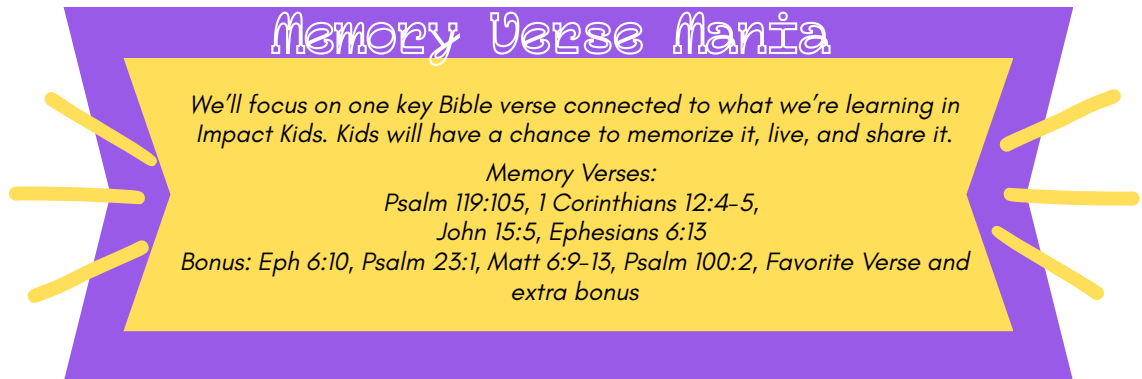 Memory Verse Mania
We’ll focus on one key Bible verse connected to what we’re learning in
Impact Kids. Kids will have a chance to memorize it, live, and share it.
Memory Verses:
Psalm 119:105, 1 Corinthians 12:4-5,
John 15:5, Ephesians 6:13
Bonus: Eph 6:10, Psalm 23:1, Matt 6:9-13, Psalm 100:2, Favorite Verse and
extra bonus